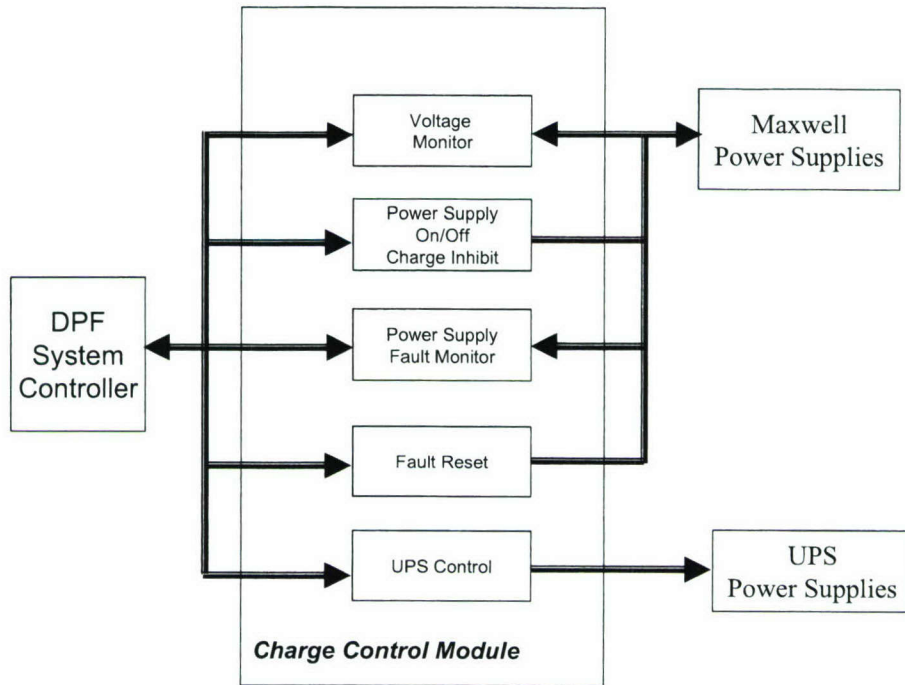 Voltage
Monitor
Maxwell
Power Supplies
Power Supply
On/Off
Charge Inhibit
DPF
System
Controller
Power Supply
Fault Monitor
Fault Reset
UPS Control
UPS
Power Supplies
Charge Control Module